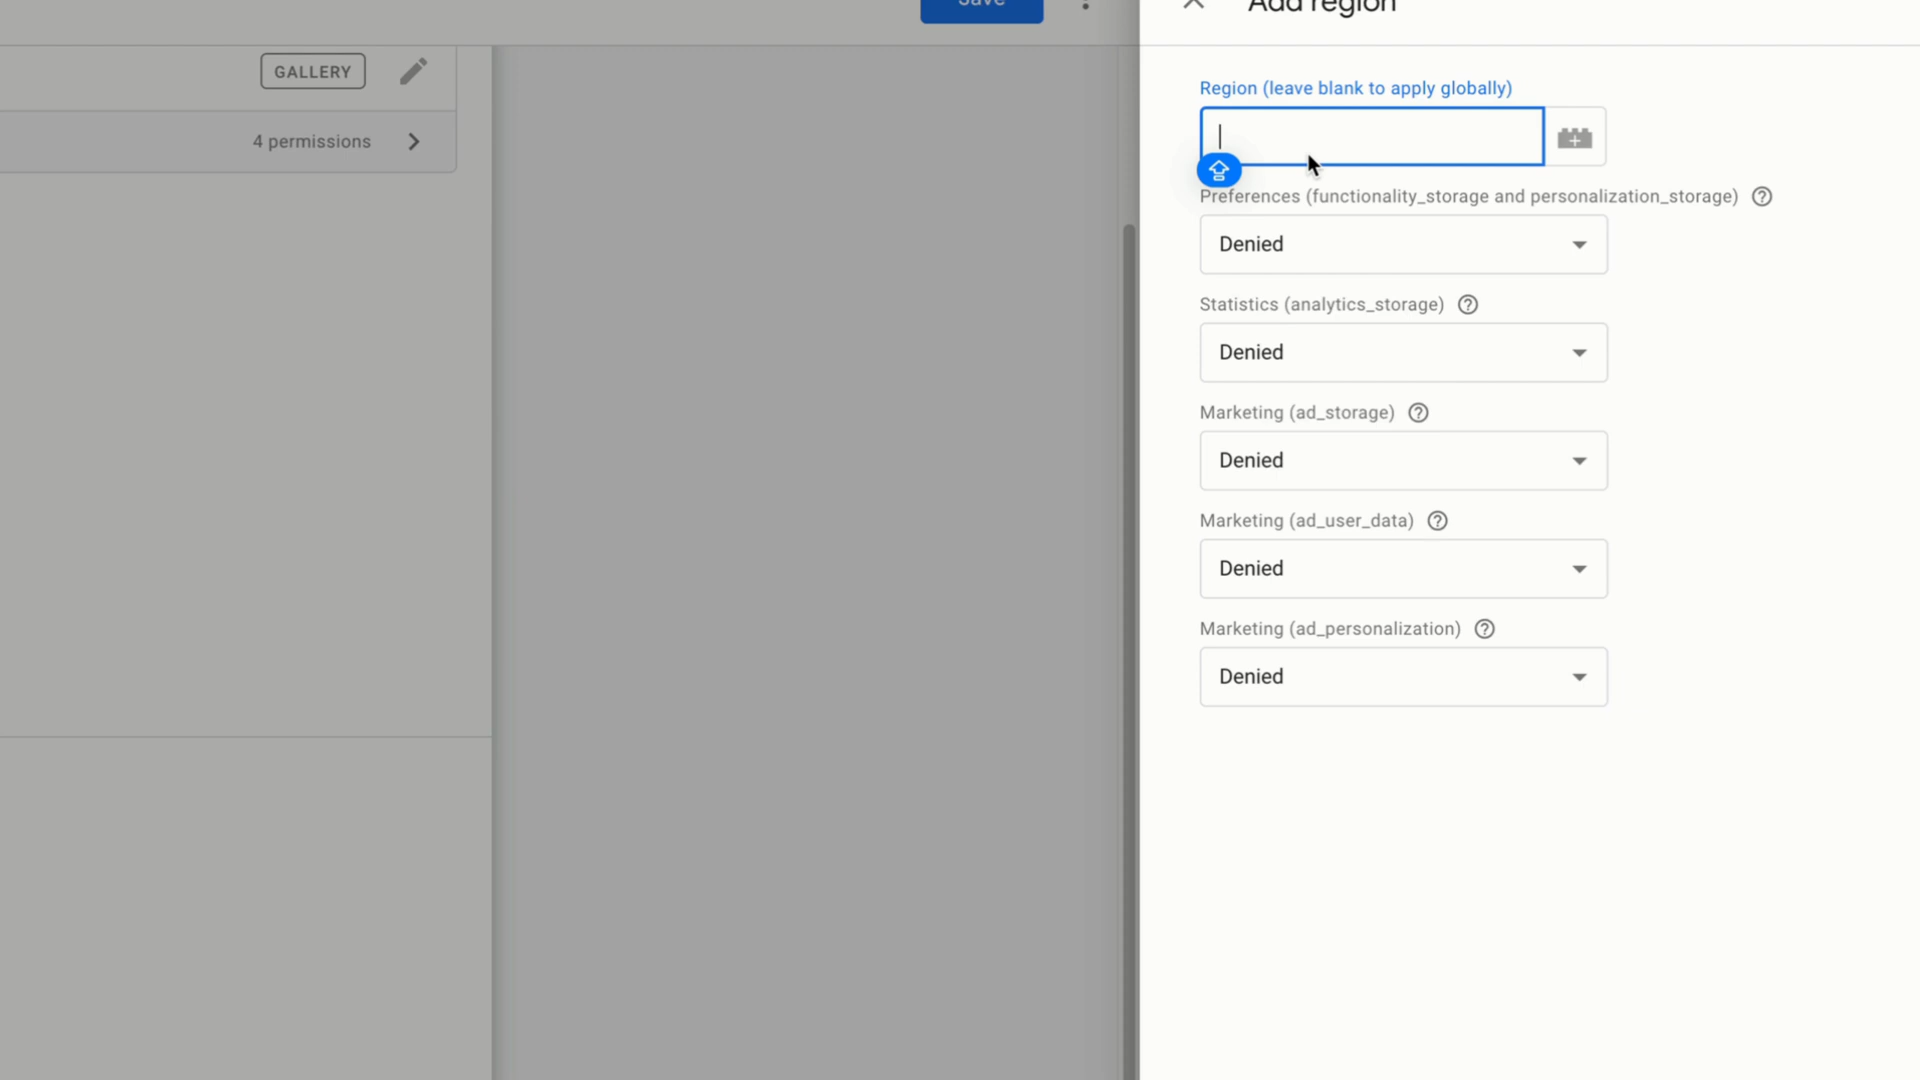 Save
Add region
GALLERY
4 permissions
Region (leave blank to apply globally)
Preferences (functionality_storage and personalization_storage)
Denied
Statistics (analytics_storage)
Denied
Marketing (ad_storage)
Denied
Marketing (ad_user_data)
Denied
Marketing (ad_personalization)
Denied